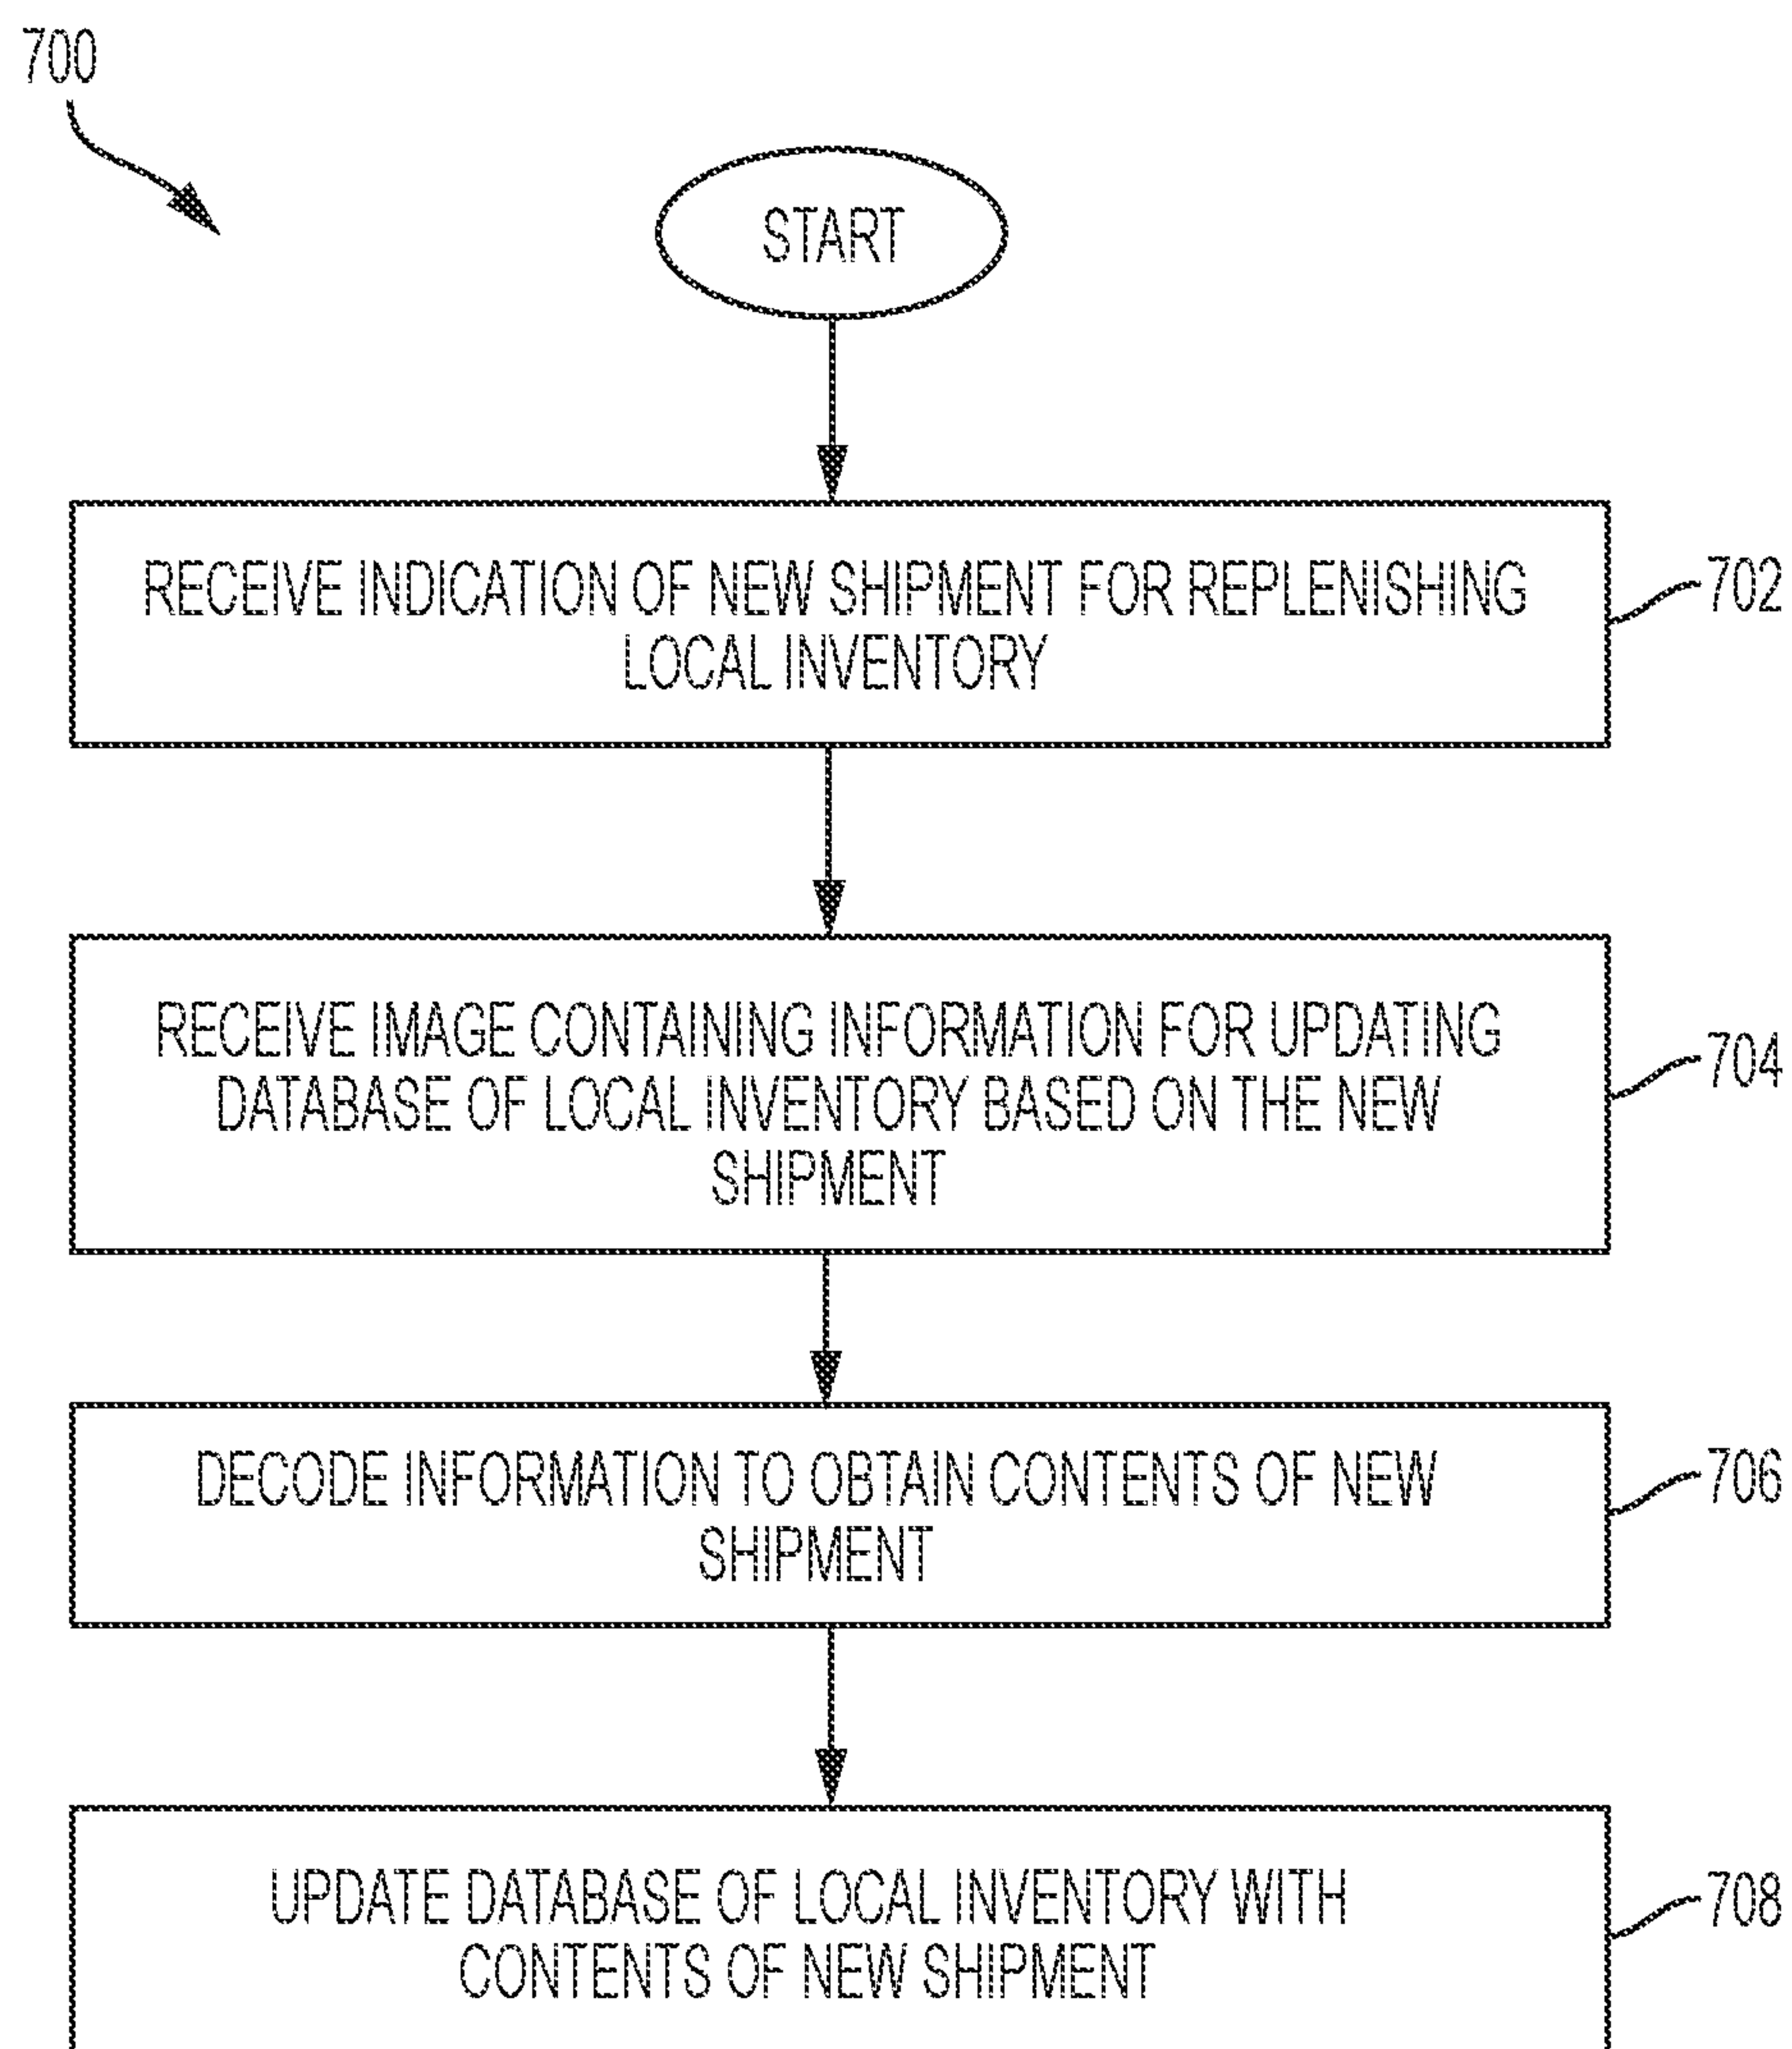 700
START
RECEIVE INDICATION OF NEW SHIPMENT FOR REPLENISHING
LOCAL INVENTORY
702
RECEIVE IMAGE CONTAINING INFORMATION FOR UPDATING
DATABASE OF LOCAL INVENTORY BASED ON THE NEW
SHIPMENT
704
DECODE INFORMATION TO OBTAIN CONTENTS OF NEW
SHIPMENT
706
UPDATE DATABASE OF LOCAL INVENTORY WITH
CONTENTS OF NEW SHIPMENT
708